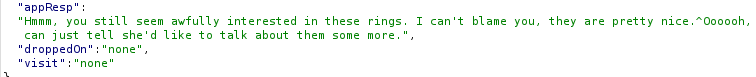 "appResp":
"Hmmm, you still seem awfully interested in these rings. I can't blame you, they are pretty nice.^Oooooh,
can just tell she'd like to talk about them some more.",
"droppedOn":"none",
"visit":"none"
}